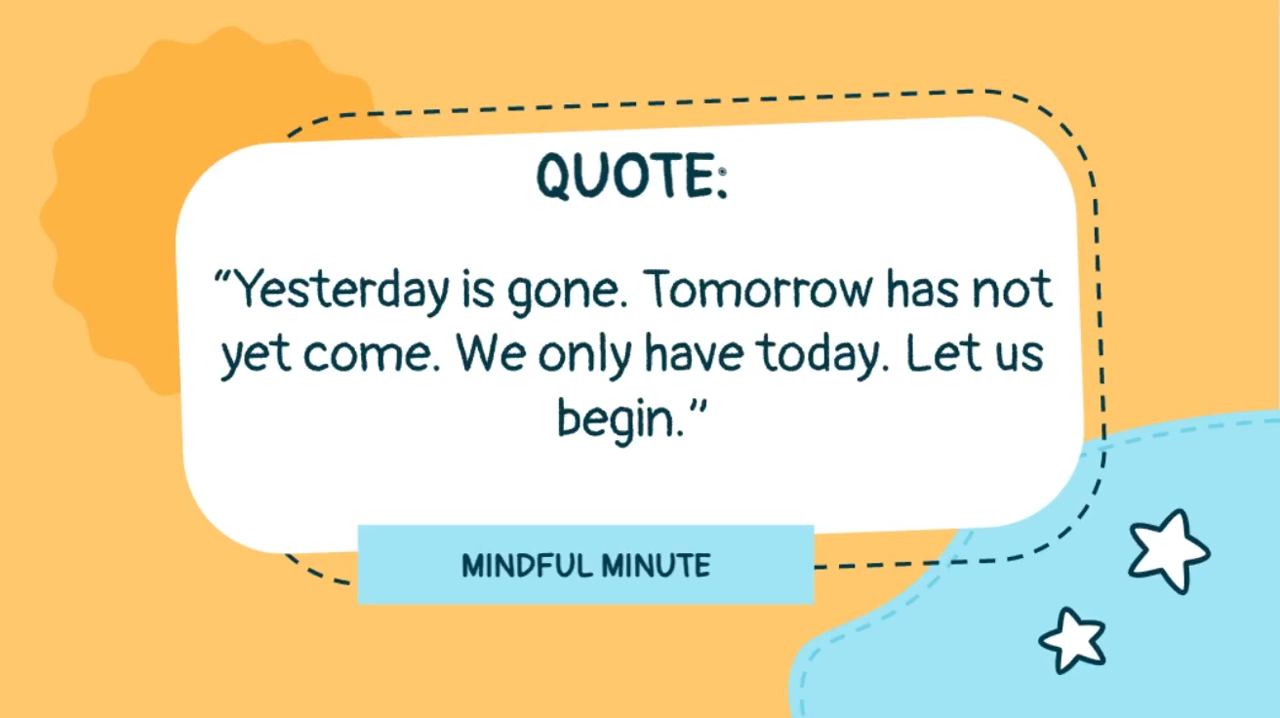 QUOTE:
“Yesterday is gone. Tomorrow has not
yet come. We only have today. Let us
begin.”
MINDFUL MINUTE